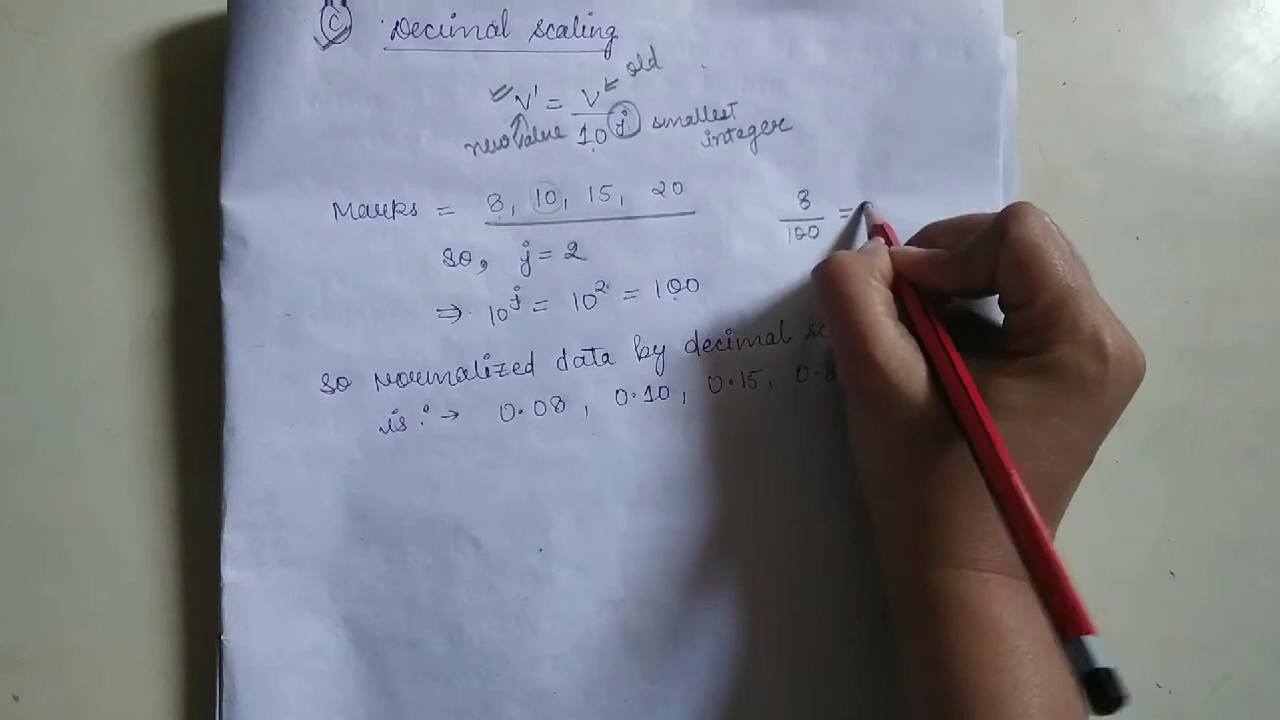 C Decimal scaling
old
V' = V / 10^j
new value smallest integer
Marks = 8, 10, 15, 20
8/100 =
so, j = 2
⇒ 10^j = 10^2 = 100
so Normalized data by decimal
is: → 0.08, 0.10, 0.15,